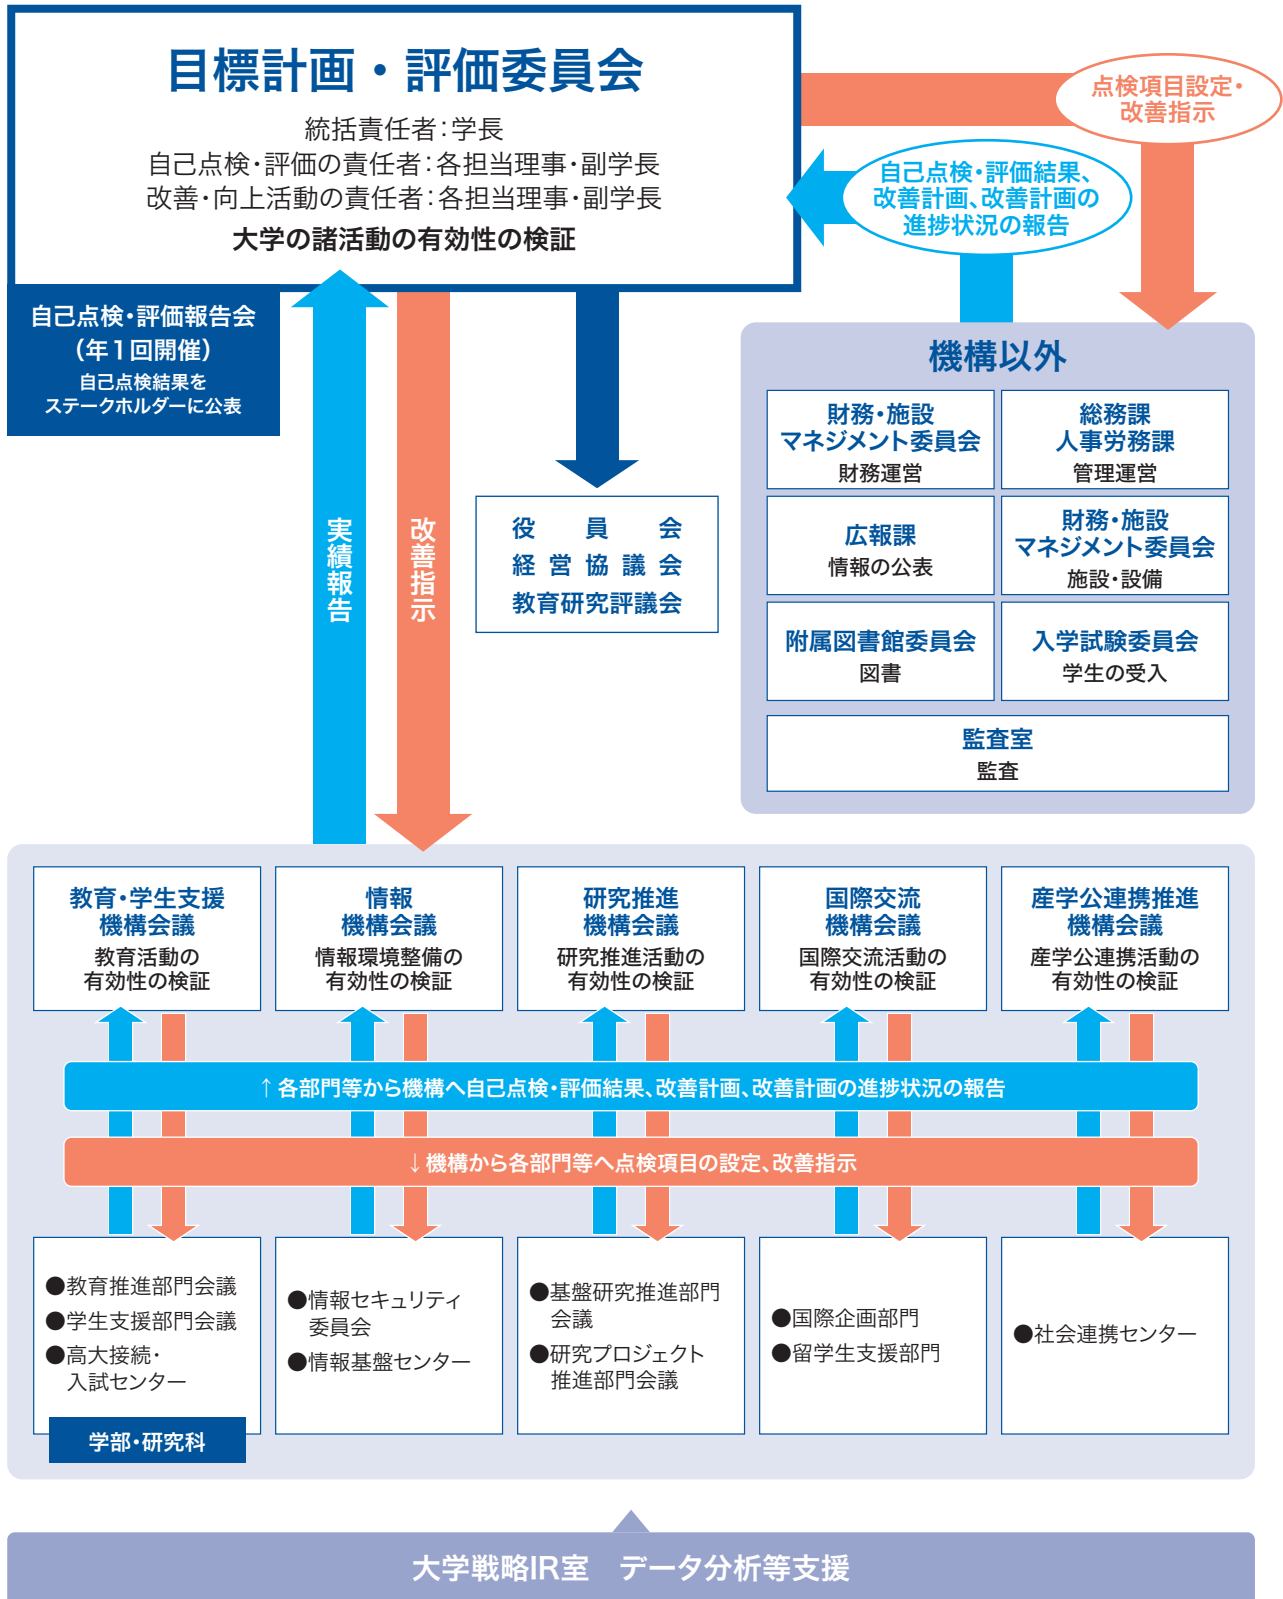 目標計画・評価委員会
統括責任者：学長
自己点検・評価の責任者：各担当理事・副学長
改善・向上活動の責任者：各担当理事・副学長
大学の諸活動の有効性の検証
点検項目設定・
改善指示
自己点検・評価結果、
改善計画、改善計画の
進捗状況の報告
自己点検・評価報告会
（年1回開催）
自己点検結果を
ステークホルダーに公表
実績報告
改善指示
役員会
経営協議会
教育研究評議会
機構以外
財務・施設
マネジメント委員会
財務運営
総務課
人事労務課
管理運営
広報課
情報の公表
財務・施設
マネジメント委員会
施設・設備
附属図書館委員会
図書
入学試験委員会
学生の受入
監査室
監査
教育・学生支援
機構会議
教育活動の
有効性の検証
情報
機構会議
情報環境整備の
有効性の検証
研究推進
機構会議
研究推進活動の
有効性の検証
国際交流
機構会議
国際交流活動の
有効性の検証
産学公連携推進
機構会議
産学公連携活動の
有効性の検証
↑各部門等から機構へ自己点検・評価結果、改善計画、改善計画の進捗状況の報告
↓機構から各部門等へ点検項目の設定、改善指示
●教育推進部門会議
●学生支援部門会議
●高大接続・
入試センター
学部・研究科
●情報セキュリティ
委員会
●情報基盤センター
●基盤研究推進部門
会議
●研究プロジェクト
推進部門会議
●国際企画部門
●留学生支援部門
●社会連携センター
大学戦略IR室　データ分析等支援